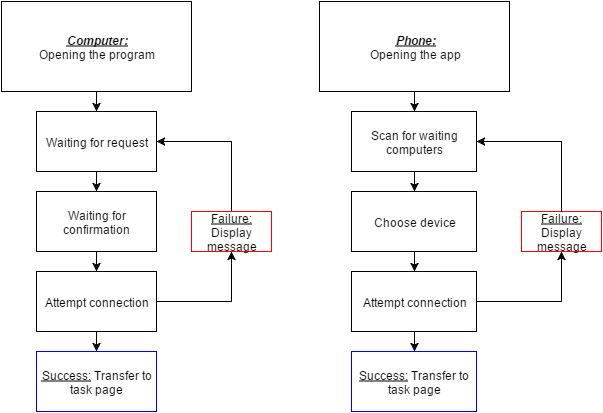 Computer:
Opening the program
Waiting for request
Waiting for
confirmation
Failure:
Display
message
Attempt connection
Success: Transfer to
task page
Phone:
Opening the app
Scan for waiting
computers
Choose device
Failure:
Display
message
Attempt connection
Success: Transfer to
task page